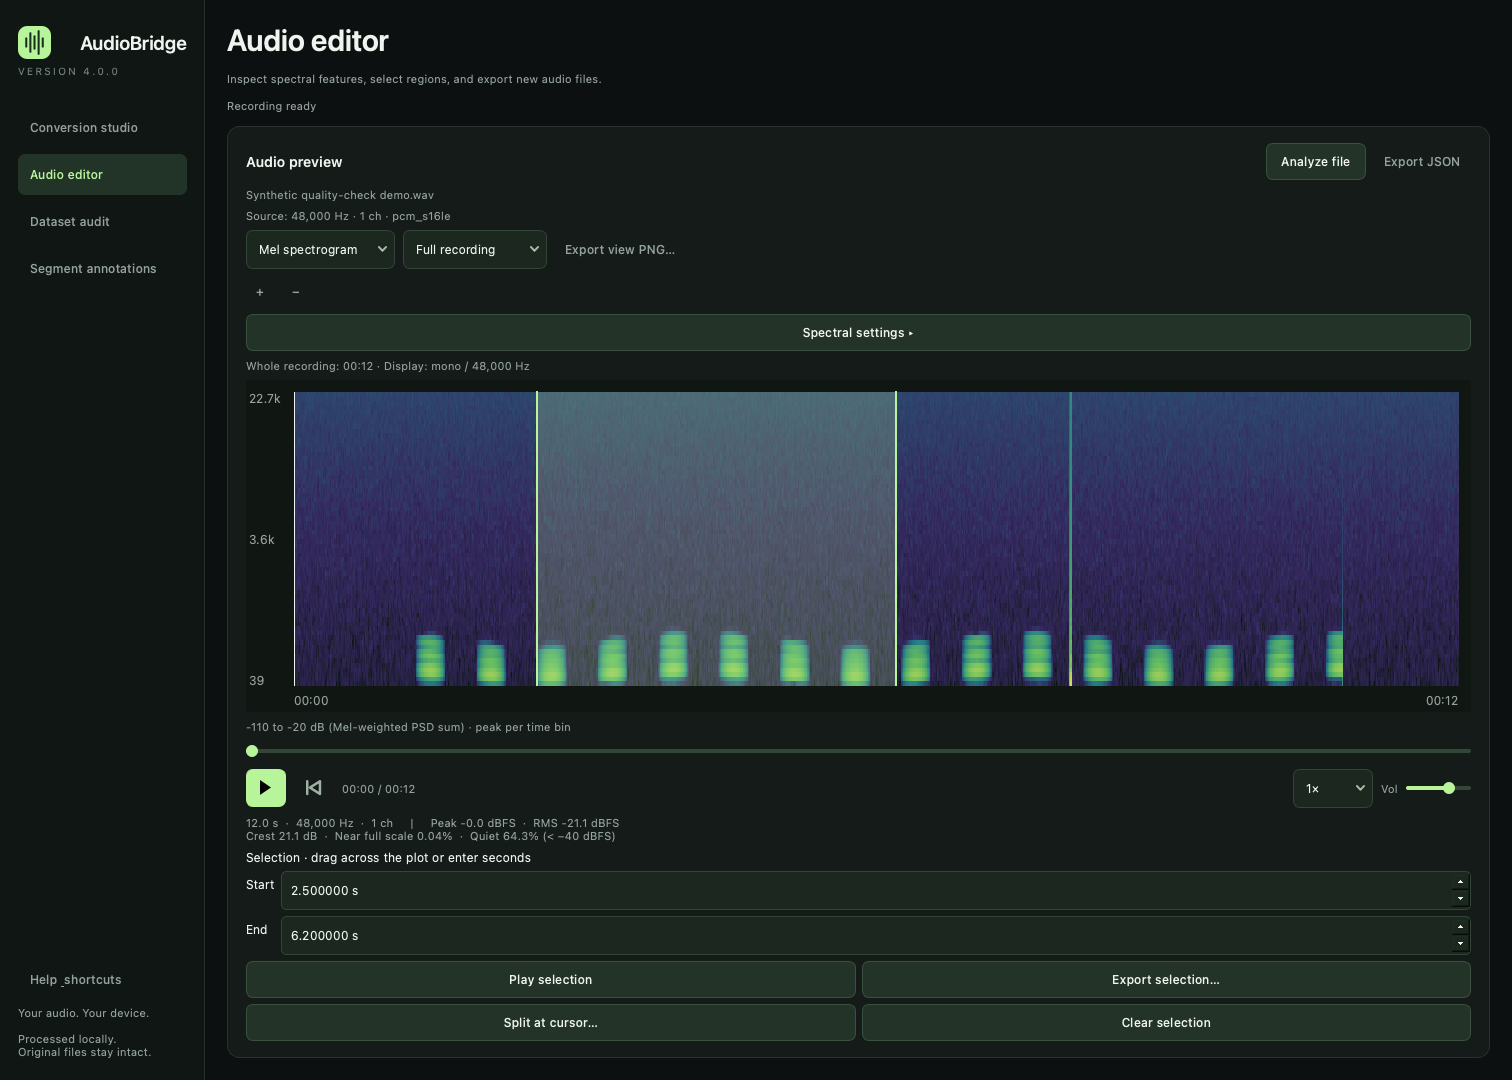 AudioBridge
VERSION 4.0.0
Conversion studio
Audio editor
Dataset audit
Segment annotations
Help _shortcuts
Your audio. Your device.
Processed locally.
Original files stay intact.
Audio editor
Inspect spectral features, select regions, and export new audio files.
Recording ready
Audio preview
Analyze file
Export JSON
Synthetic quality-check demo.wav
Source: 48,000 Hz · 1 ch · pcm_s16le
Mel spectrogram
Full recording
Export view PNG...
+ −
Spectral settings ▸
Whole recording: 00:12 · Display: mono / 48,000 Hz
22.7k
3.6k
39
00:00 00:12
-110 to -20 dB (Mel-weighted PSD sum) · peak per time bin
00:00 / 00:12
1×
Vol
12.0 s · 48,000 Hz · 1 ch | Peak -0.0 dBFS · RMS -21.1 dBFS
Crest 21.1 dB · Near full scale 0.04% · Quiet 64.3% (< −40 dBFS)
Selection · drag across the plot or enter seconds
Start 2.500000 s
End 6.200000 s
Play selection
Export selection...
Split at cursor...
Clear selection